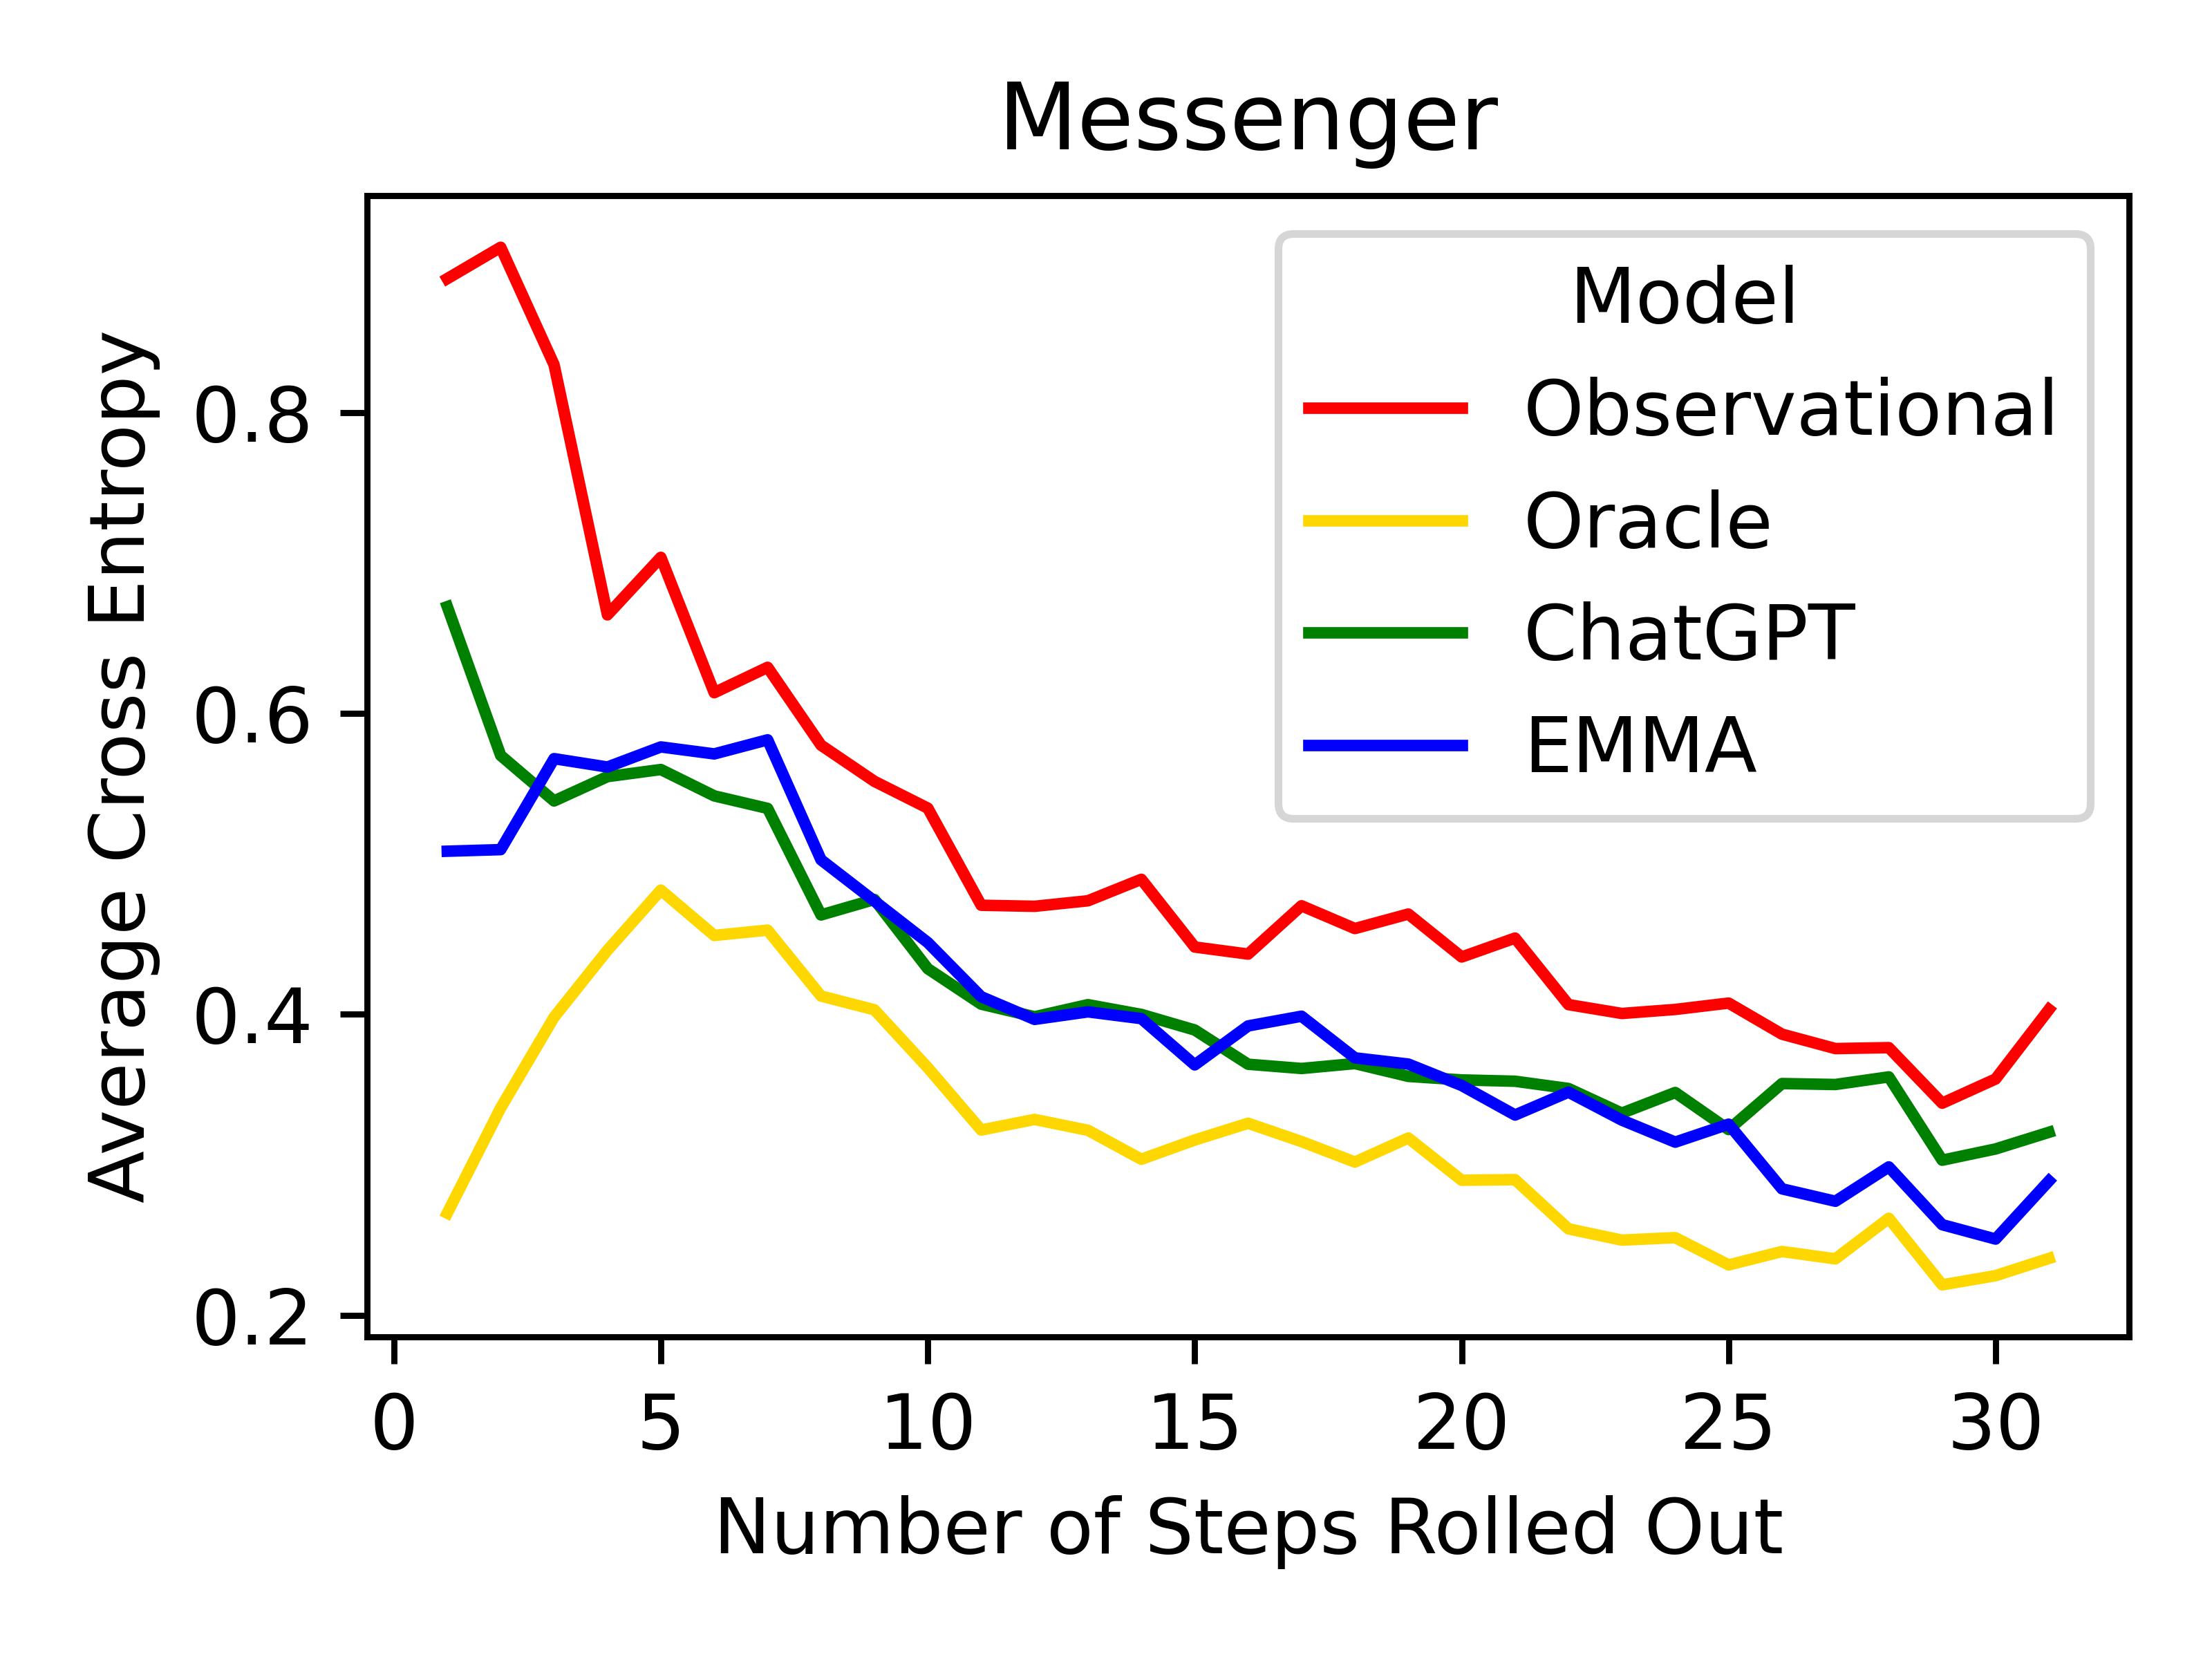 Messenger
Average Cross Entropy
0.8
0.6
0.4
0.2
Model
Observational
Oracle
ChatGPT
EMMA
0 5 10 15 20 25 30
Number of Steps Rolled Out